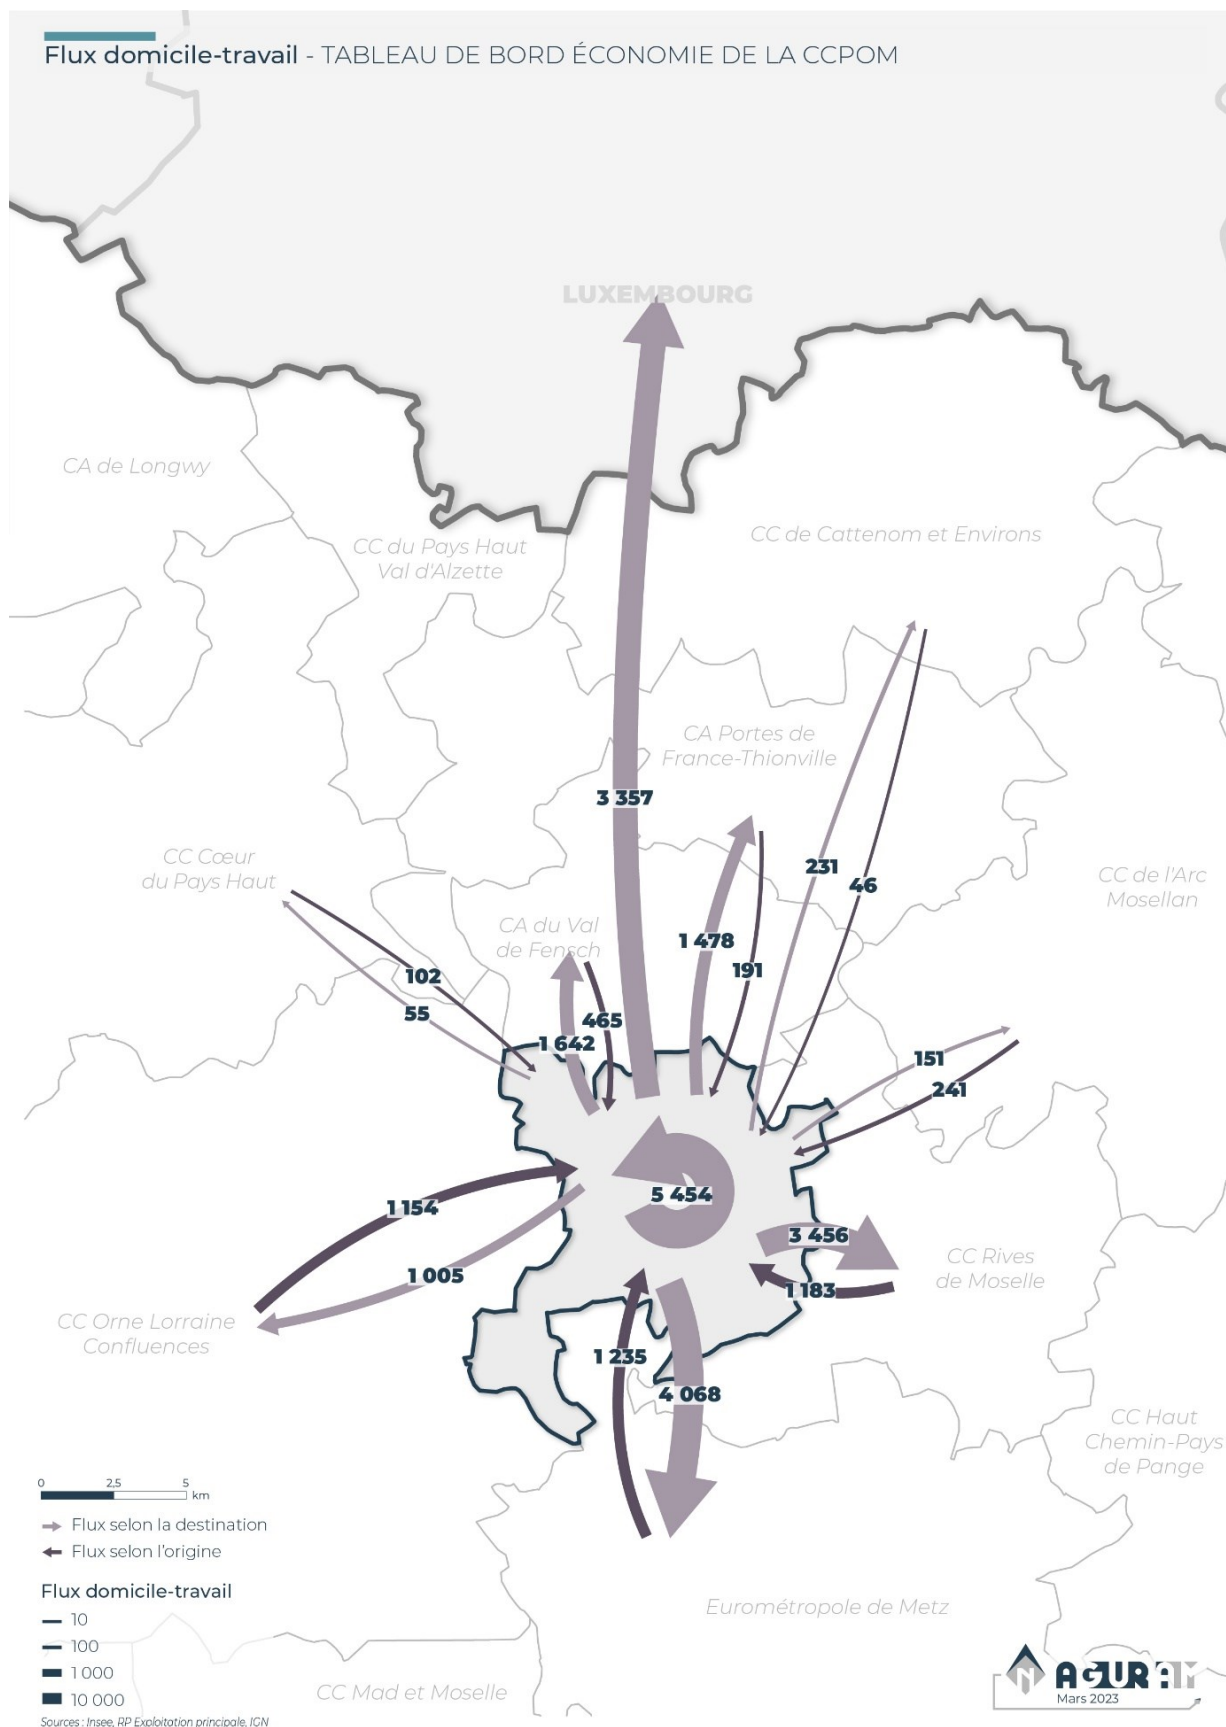 Flux domicile-travail - TABLEAU DE BORD ÉCONOMIE DE LA CCPOM
LUXEMBOURG
CA de Longwy
CC du Pays Haut
Val d'Alzette
CC de Cattenom et Environs
CA Portes de
France-Thionville
3 357
CC Cœur
du Pays Haut
231
46
CC de l'Arc
Mosellan
CA du Val
de Fensch
1 478
191
102
55
465
1 642
151
241
5 454
1 154
3 456
1 005
1 183
CC Rives
de Moselle
CC Orne Lorraine
Confluences
1 235
4 068
CC Haut
Chemin-Pays
de Pange
0 2,5 5
km
Flux selon la destination
Flux selon l'origine
Flux domicile-travail
10
100
1 000
10 000
Sources : Insee, RP Exploitation principale, IGN
Eurométropole de Metz
CC Mad et Moselle
N
AGURAM
Mars 2023